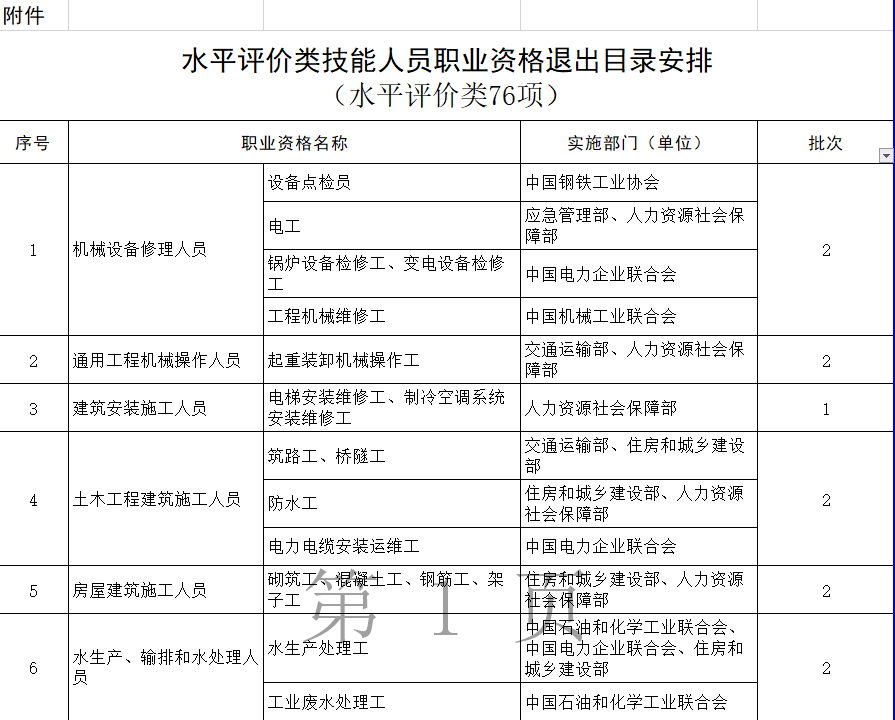 附件
水平评价类技能人员职业资格退出目录安排
（水平评价类76项）
序号 职业资格名称 实施部门（单位） 批次
1 机械设备修理人员 设备点检员 中国钢铁工业协会 2
电工 应急管理部、人力资源社会保
障部
锅炉设备检修工、变电设备检修
工 中国电力企业联合会
工程机械维修工 中国机械工业联合会
2 通用工程机械操作人员 起重装卸机械操作工 交通运输部、人力资源社会保
障部 2
3 建筑安装施工人员 电梯安装维修工、制冷空调系统
安装维修工 人力资源社会保障部 1
4 土木工程建筑施工人员 筑路工、桥隧工 交通运输部、住房和城乡建设
部 2
防水工 住房和城乡建设部、人力资源
社会保障部
电力电缆安装运维工 中国电力企业联合会
5 房屋建筑施工人员 砌筑工、混凝土工、钢筋工、架
子工 住房和城乡建设部、人力资源
社会保障部 2
第 1 页
6 水生产、输排和水处理人
员 水生产处理工 中国石油和化学工业联合会、
中国电力企业联合会、住房和
城乡建设部 2
工业废水处理工 中国石油和化学工业联合会